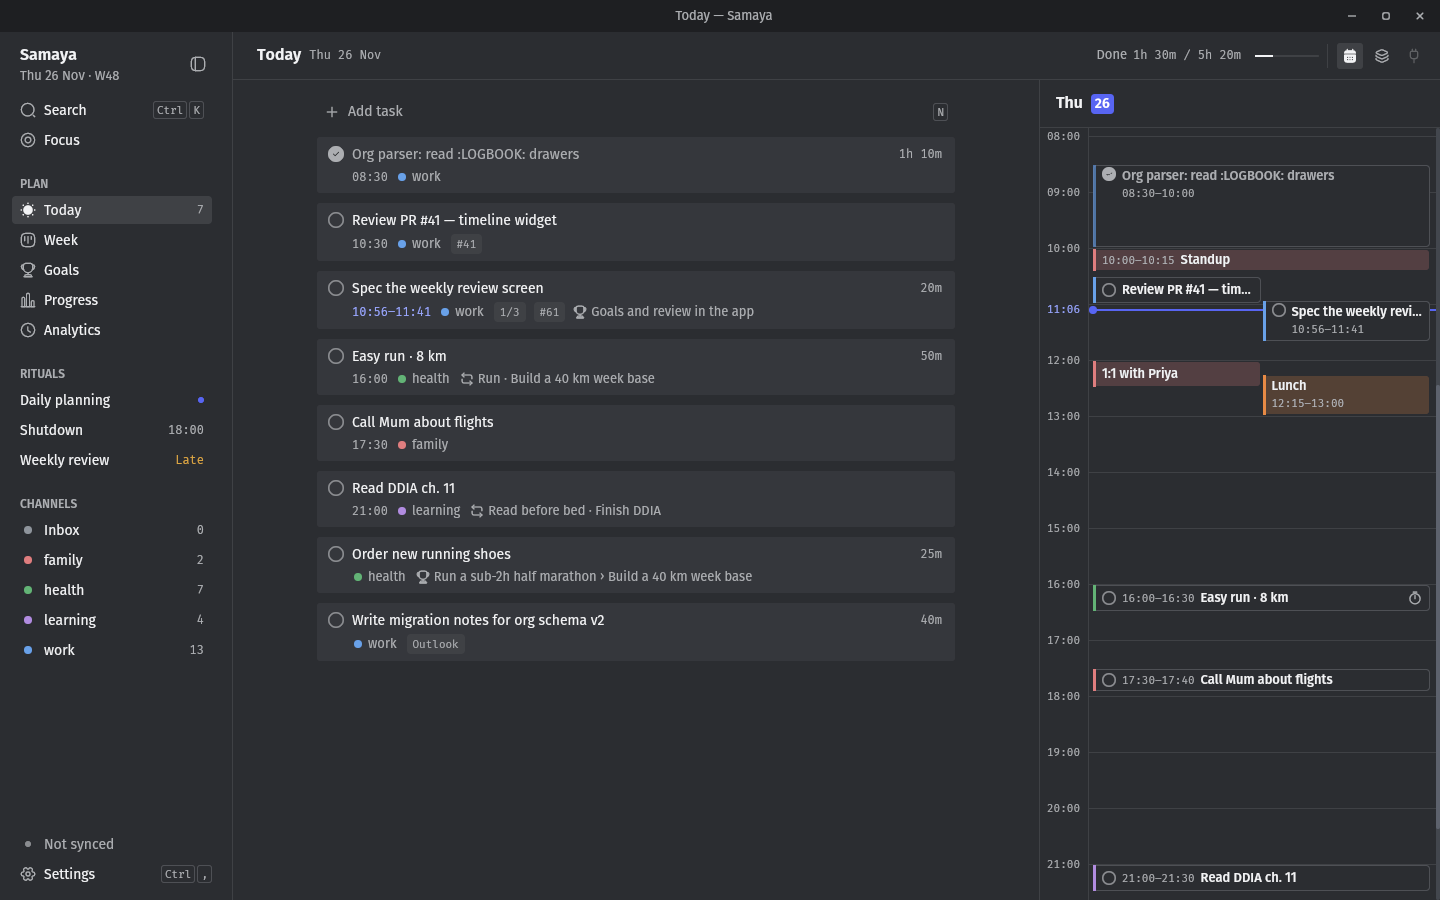 Today — Samaya
Samaya
Thu 26 Nov · W48
Search Ctrl K
Focus
PLAN
Today 7
Week
Goals
Progress
Analytics
RITUALS
Daily planning
Shutdown 18:00
Weekly review Late
CHANNELS
Inbox 0
family 2
health 7
learning 4
work 13
Not synced
Settings Ctrl ,
Today Thu 26 Nov
Done 1h 30m / 5h 20m
Add task N
Org parser: read :LOGBOOK: drawers 1h 10m
08:30 work
Review PR #41 — timeline widget
10:30 work #41
Spec the weekly review screen 20m
10:56–11:41 work 1/3 #61 Goals and review in the app
Easy run · 8 km 50m
16:00 health Run · Build a 40 km week base
Call Mum about flights
17:30 family
Read DDIA ch. 11
21:00 learning Read before bed · Finish DDIA
Order new running shoes 25m
health Run a sub-2h half marathon › Build a 40 km week base
Write migration notes for org schema v2 40m
work Outlook
Thu 26
08:00
Org parser: read :LOGBOOK: drawers
08:30–10:00
09:00
10:00
10:00–10:15 Standup
Review PR #41 — tim…
11:06
Spec the weekly revi…
10:56–11:41
12:00
1:1 with Priya
Lunch
12:15–13:00
13:00
14:00
15:00
16:00
16:00–16:30 Easy run · 8 km
17:00
17:30–17:40 Call Mum about flights
18:00
19:00
20:00
21:00
21:00–21:30 Read DDIA ch. 11